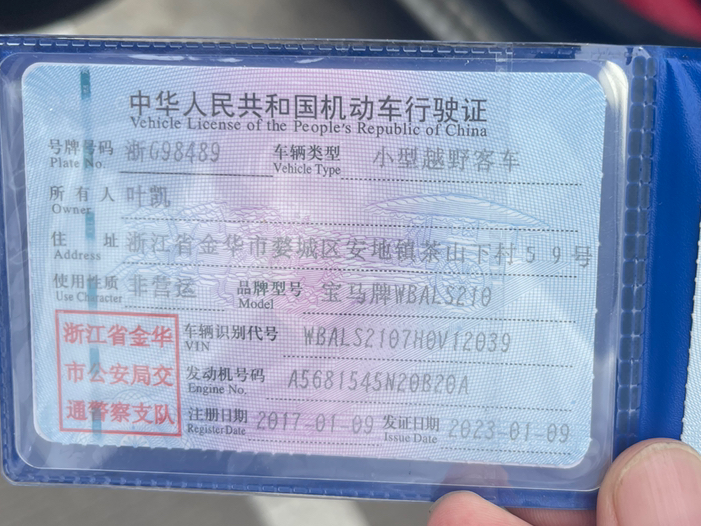 中华人民共和国机动车行驶证
Vehicle License of the People's Republic of China
号牌号码 浙G98489 车辆类型 小型越野客车
Plate No. Vehicle Type
所有人 叶凯
Owner
住址 浙江省金华市婺城区安地镇茶山下村59号
Address
使用性质 非营运 品牌型号 宝马牌WBALS210
Use Character Model
浙江省金华
市公安局交
通警察支队
车辆识别代号 WBALS2107H0V12039
VIN
发动机号码 A5681545N20B20A
Engine No.
注册日期 2017-01-09 发证日期 2023-01-09
Register Date Issue Date